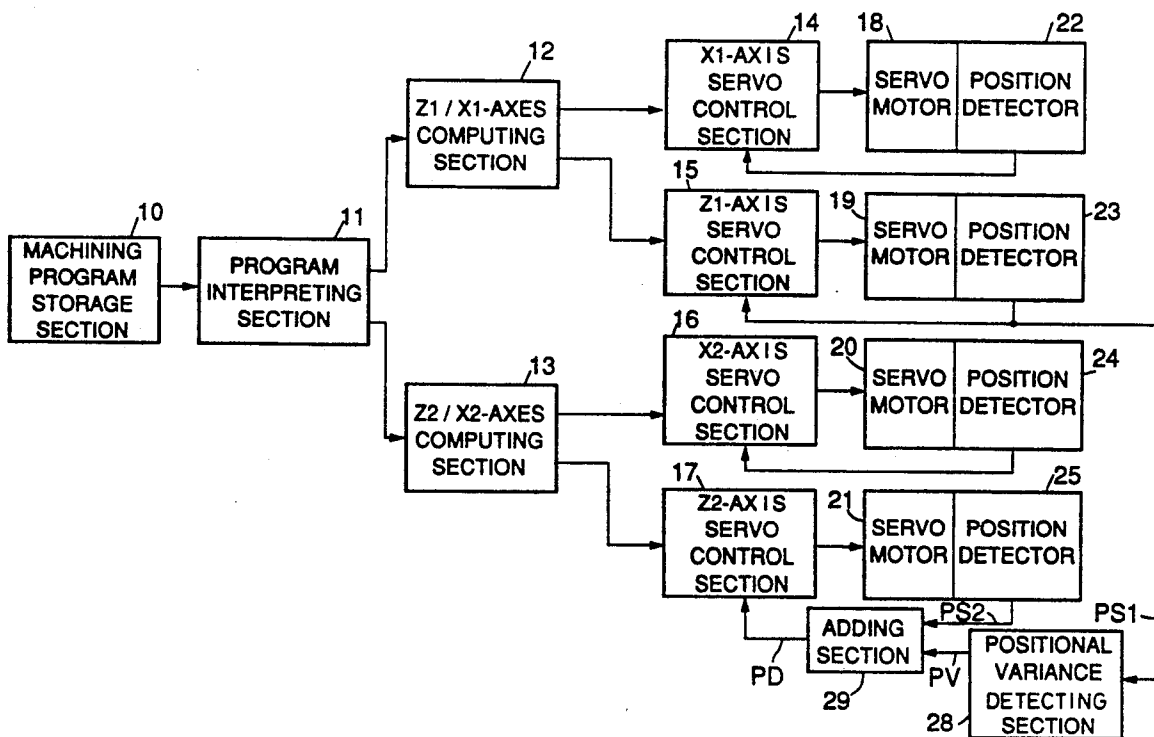 10
MACHINING
PROGRAM
STORAGE
SECTION
11
PROGRAM
INTERPRETING
SECTION
12
Z1 / X1-AXES
COMPUTING
SECTION
13
Z2 / X2-AXES
COMPUTING
SECTION
14
X1-AXIS
SERVO
CONTROL
SECTION
18
SERVO
MOTOR
22
POSITION
DETECTOR
15
Z1-AXIS
SERVO
CONTROL
SECTION
19
SERVO
MOTOR
23
POSITION
DETECTOR
16
X2-AXIS
SERVO
CONTROL
SECTION
20
SERVO
MOTOR
24
POSITION
DETECTOR
17
Z2-AXIS
SERVO
CONTROL
SECTION
21
SERVO
MOTOR
25
POSITION
DETECTOR
PS2
PS1
ADDING
SECTION
29
PD
PV
POSITIONAL
VARIANCE
DETECTING
SECTION
28